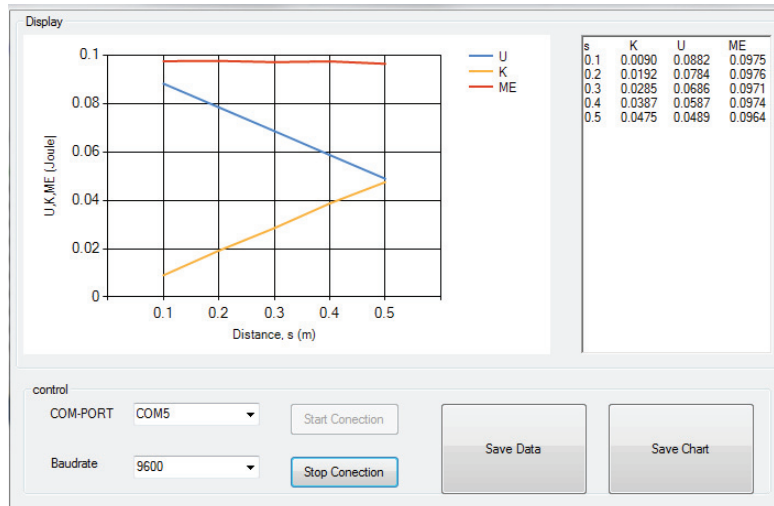 Display
U,K,ME (Joule)
0.1
0.08
0.06
0.04
0.02
0
0.1 0.2 0.3 0.4 0.5
Distance, s (m)
U
K
ME
s K U ME
0.1 0.0090 0.0882 0.0975
0.2 0.0192 0.0784 0.0976
0.3 0.0285 0.0686 0.0971
0.4 0.0387 0.0587 0.0974
0.5 0.0475 0.0489 0.0964
control
COM-PORT COM5 Start Conection
Baudrate 9600 Stop Conection
Save Data
Save Chart